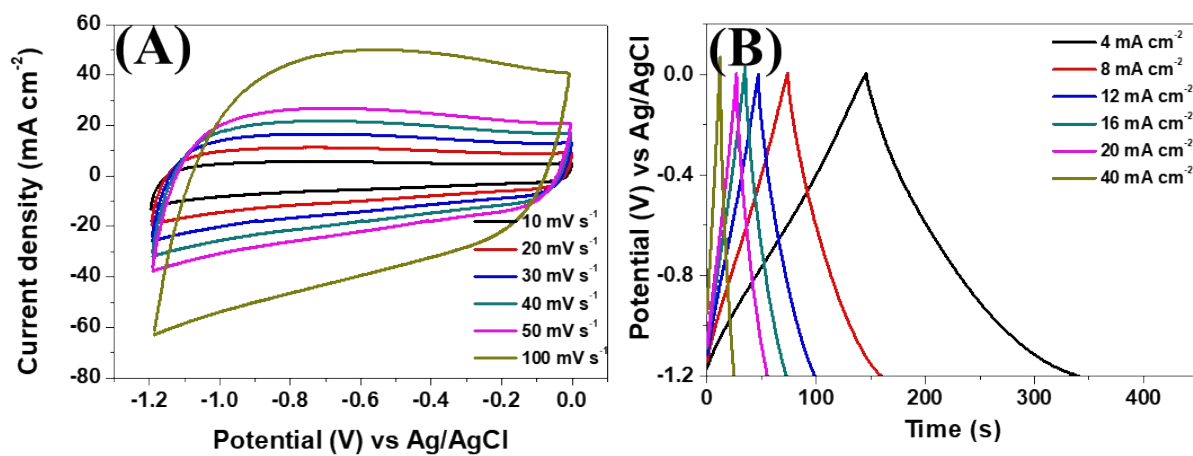 (A)
60
40
20
0
-20
-40
-60
-80
Current density (mA cm⁻²)
-1.2 -1.0 -0.8 -0.6 -0.4 -0.2 0.0
Potential (V) vs Ag/AgCl
10 mV s⁻¹
20 mV s⁻¹
30 mV s⁻¹
40 mV s⁻¹
50 mV s⁻¹
100 mV s⁻¹
(B)
0.0
-0.4
-0.8
-1.2
Potential (V) vs Ag/AgCl
0 100 200 300 400
Time (s)
4 mA cm⁻²
8 mA cm⁻²
12 mA cm⁻²
16 mA cm⁻²
20 mA cm⁻²
40 mA cm⁻²